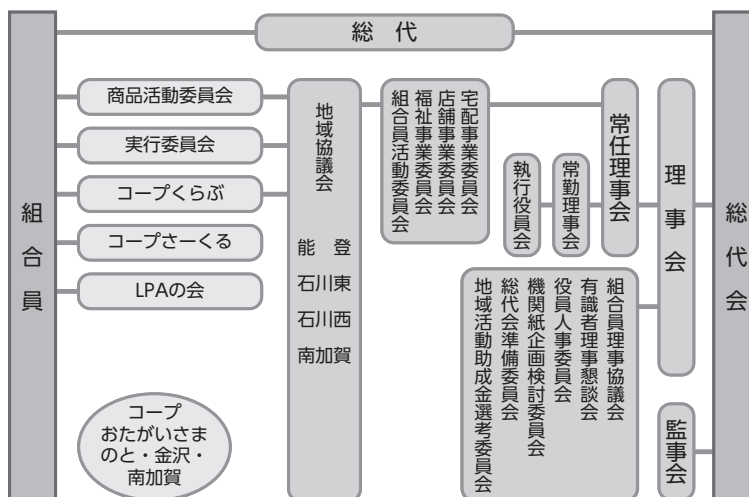 総代
組合員
商品活動委員会
実行委員会
コープくらぶ
コープさーくる
LPAの会
コープ
おたがいさま
のと・金沢・
南加賀
地域協議会
能登
石川東
石川西
南加賀
宅配事業委員会
店舗事業委員会
福祉事業委員会
組合員活動委員会
執行役員会
常勤理事会
常任理事会
理事会
組合員理事協議会
有識者理事懇談会
役員人事委員会
機関紙企画検討委員会
総代会準備委員会
地域活動助成金選考委員会
監事会
総代会